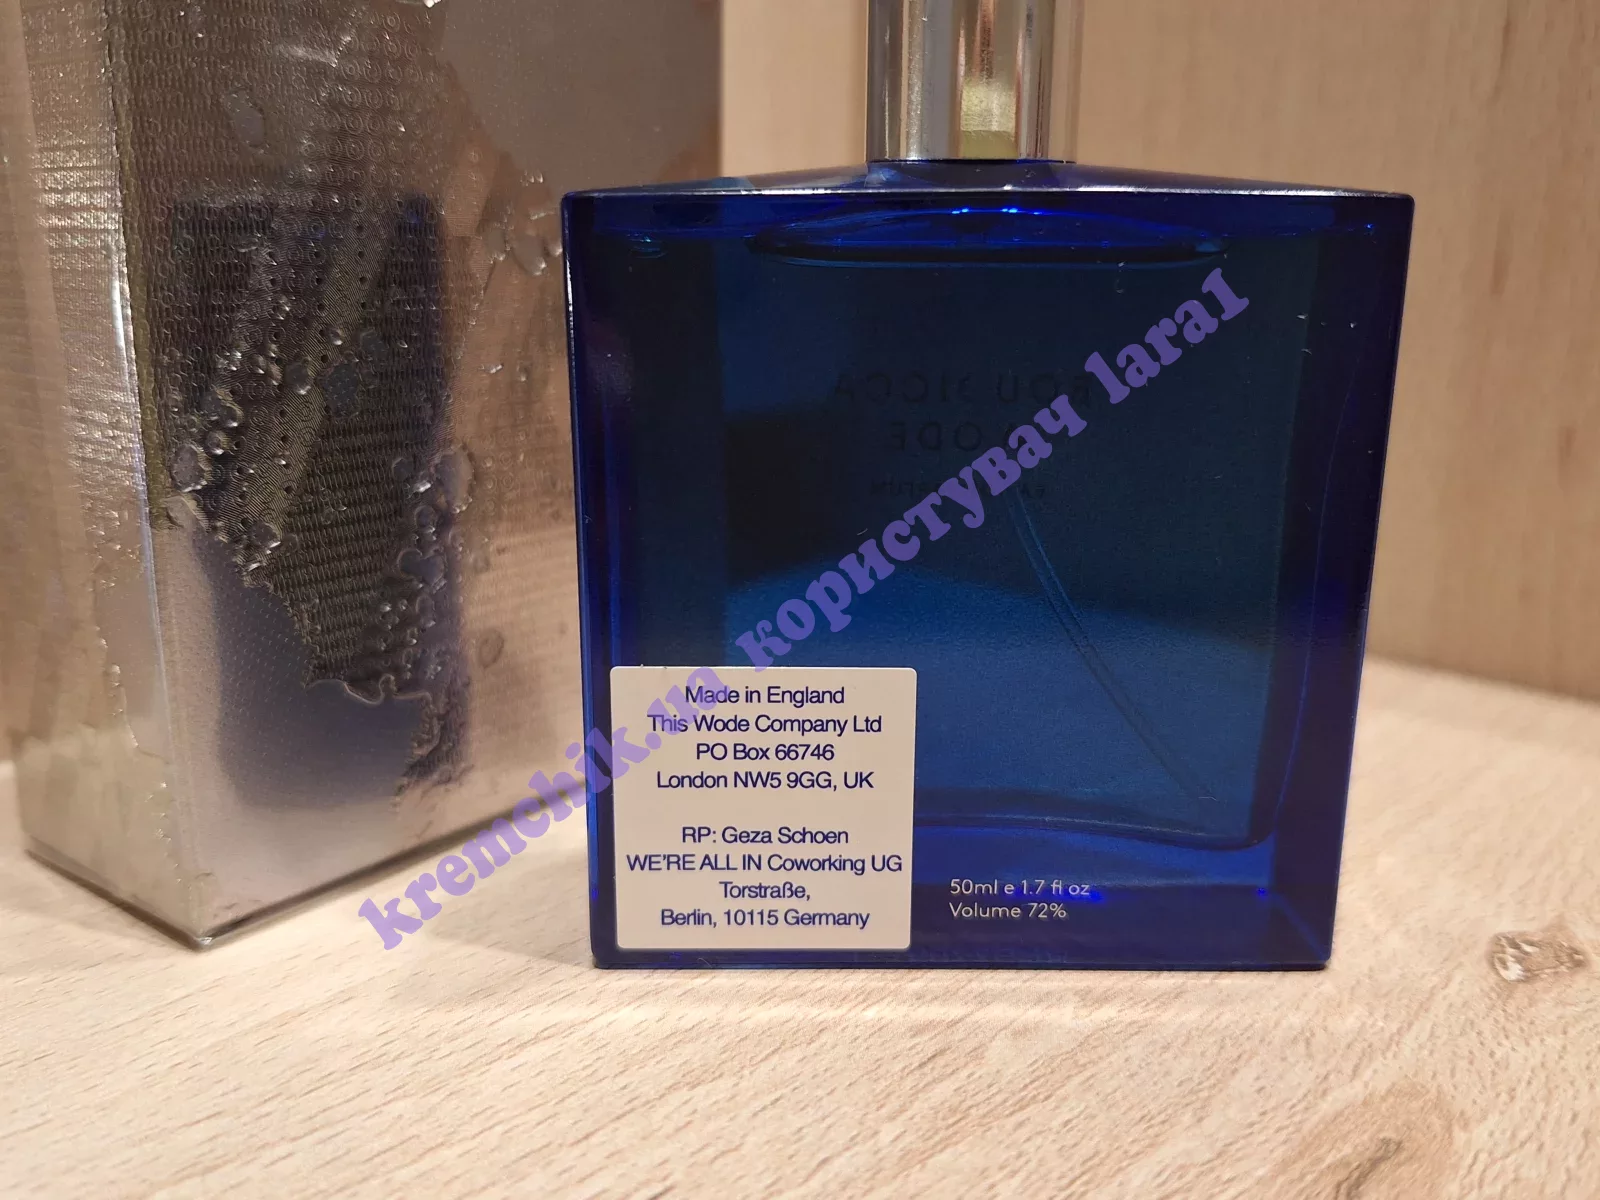 Made in England
This Wode Company Ltd
PO Box 66746
London NW5 9GG, UK
RP: Geza Schoen
WE'RE ALL IN Coworking UG
Torstraße,
Berlin, 10115 Germany
50ml e 1.7 fl oz
Volume 72%
kremchik.ua користувач lara1